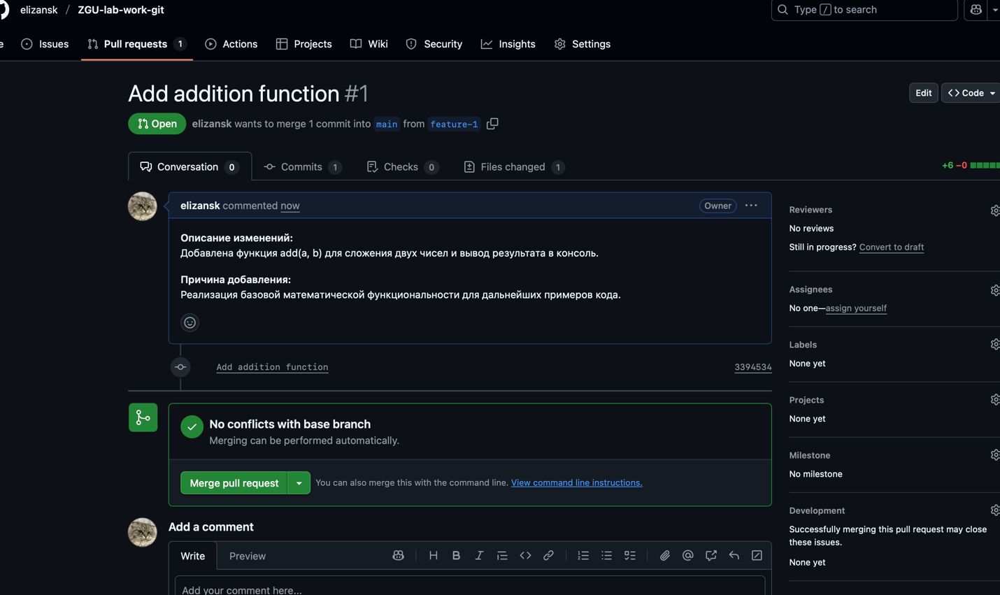 elizansk / ZGU-lab-work-git
Type / to search
Issues
Pull requests 1
Actions
Projects
Wiki
Security
Insights
Settings
Add addition function #1
Edit
<> Code
Open
elizansk wants to merge 1 commit into main from feature-1
Conversation 0
Commits 1
Checks 0
Files changed 1
+6 −0
elizansk commented now
Owner
Описание изменений:
Добавлена функция add(a, b) для сложения двух чисел и вывод результата в консоль.
Причина добавления:
Реализация базовой математической функциональности для дальнейших примеров кода.
Add addition function
3394534
No conflicts with base branch
Merging can be performed automatically.
Merge pull request
You can also merge this with the command line. View command line instructions.
Add a comment
Write
Preview
Add your comment here...
Reviewers
No reviews
Still in progress? Convert to draft
Assignees
No one—assign yourself
Labels
None yet
Projects
None yet
Milestone
No milestone
Development
Successfully merging this pull request may close
these issues.
None yet